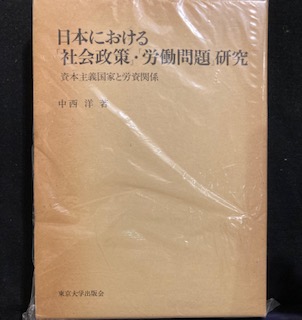 日本における
「社会政策・労働問題」研究
資本主義国家と労資関係
中西 洋 著
東京大学出版会